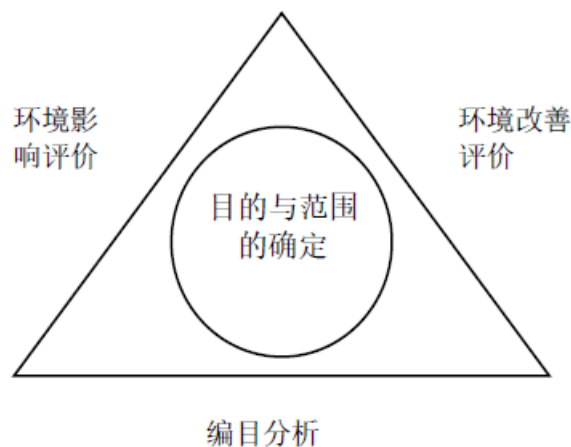 环境影
响评价
环境改善
评价
目的与范围
的确定
编目分析